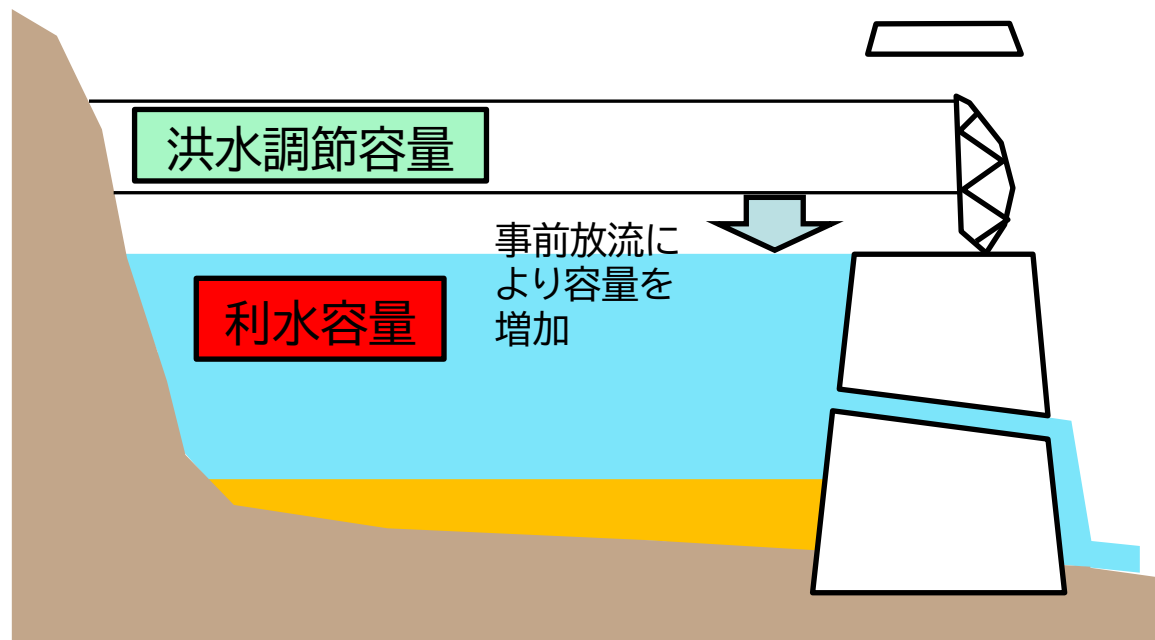 洪水調節容量
事前放流に
より容量を
増加
利水容量